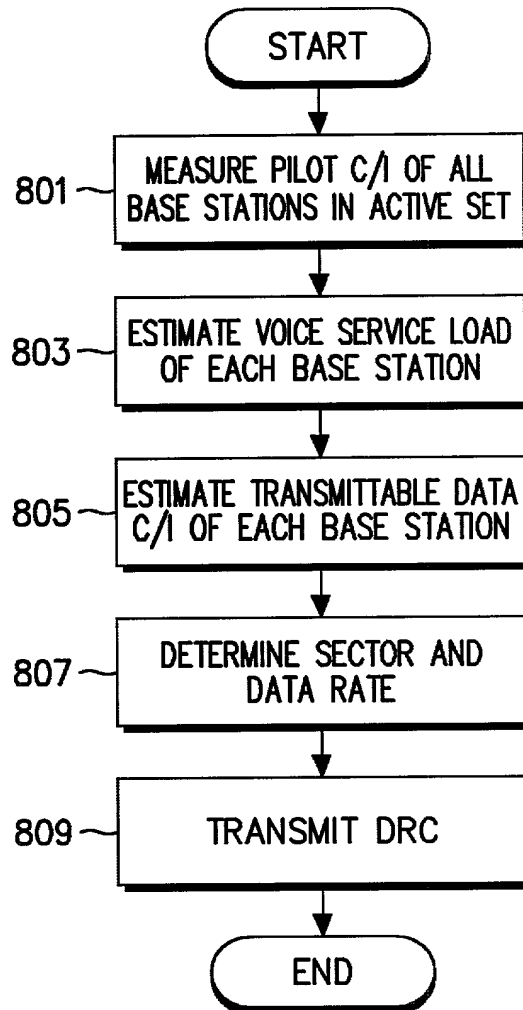 START
801
MEASURE PILOT C/I OF ALL
BASE STATIONS IN ACTIVE SET
803
ESTIMATE VOICE SERVICE LOAD
OF EACH BASE STATION
805
ESTIMATE TRANSMITTABLE DATA
C/I OF EACH BASE STATION
807
DETERMINE SECTOR AND
DATA RATE
809
TRANSMIT DRC
END